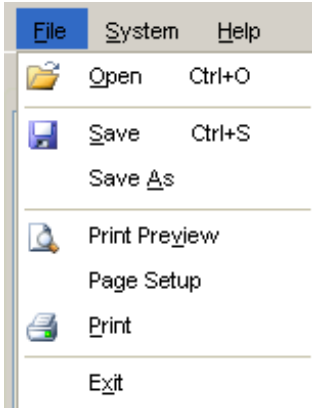 File System Help
Open Ctrl+O
Save Ctrl+S
Save As
Print Preview
Page Setup
Print
Exit